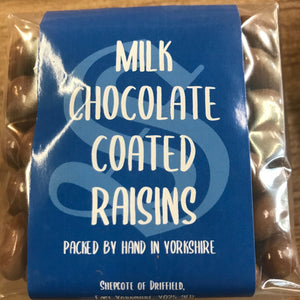 MILK
CHOCOLATE
COATED
RAISINS
PACKED BY HAND IN YORKSHIRE
SHEPCOTE OF DRIFFIELD,